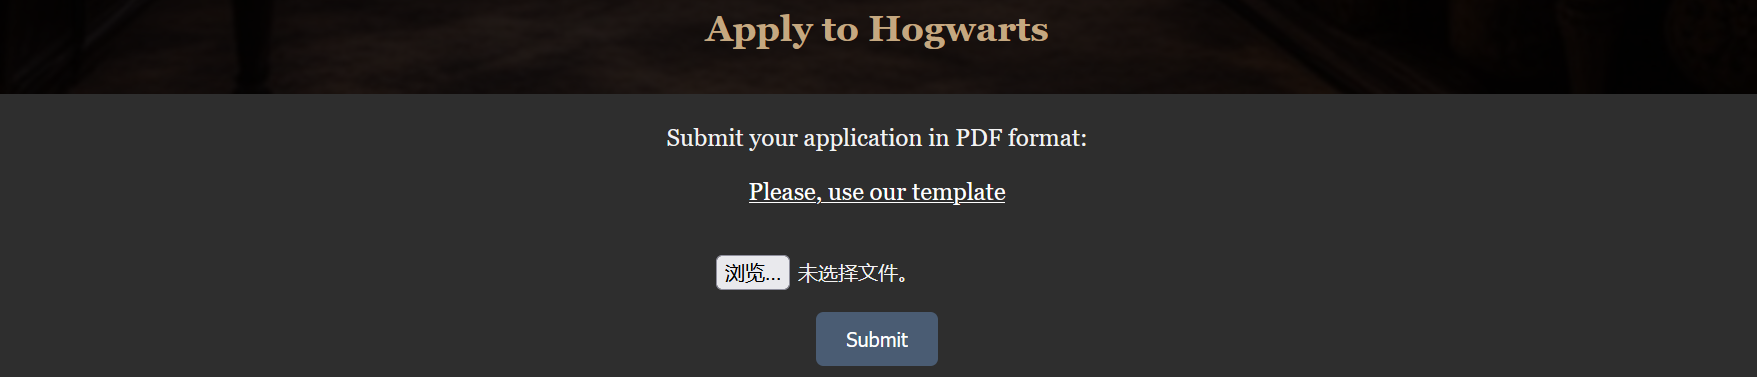 Apply to Hogwarts
Submit your application in PDF format:
Please, use our template
浏览... 未选择文件。
Submit